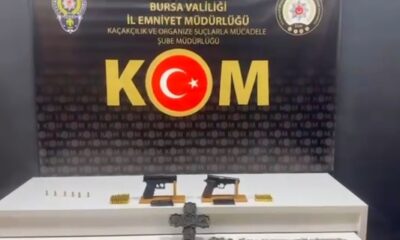 BURSA VALİLİĞİ
İL EMNİYET MÜDÜRLÜĞÜ
KAÇAKÇILIK VE ORGANİZE SUÇLARLA MÜCADELE
ŞUBE MÜDÜRLÜĞÜ
KOM